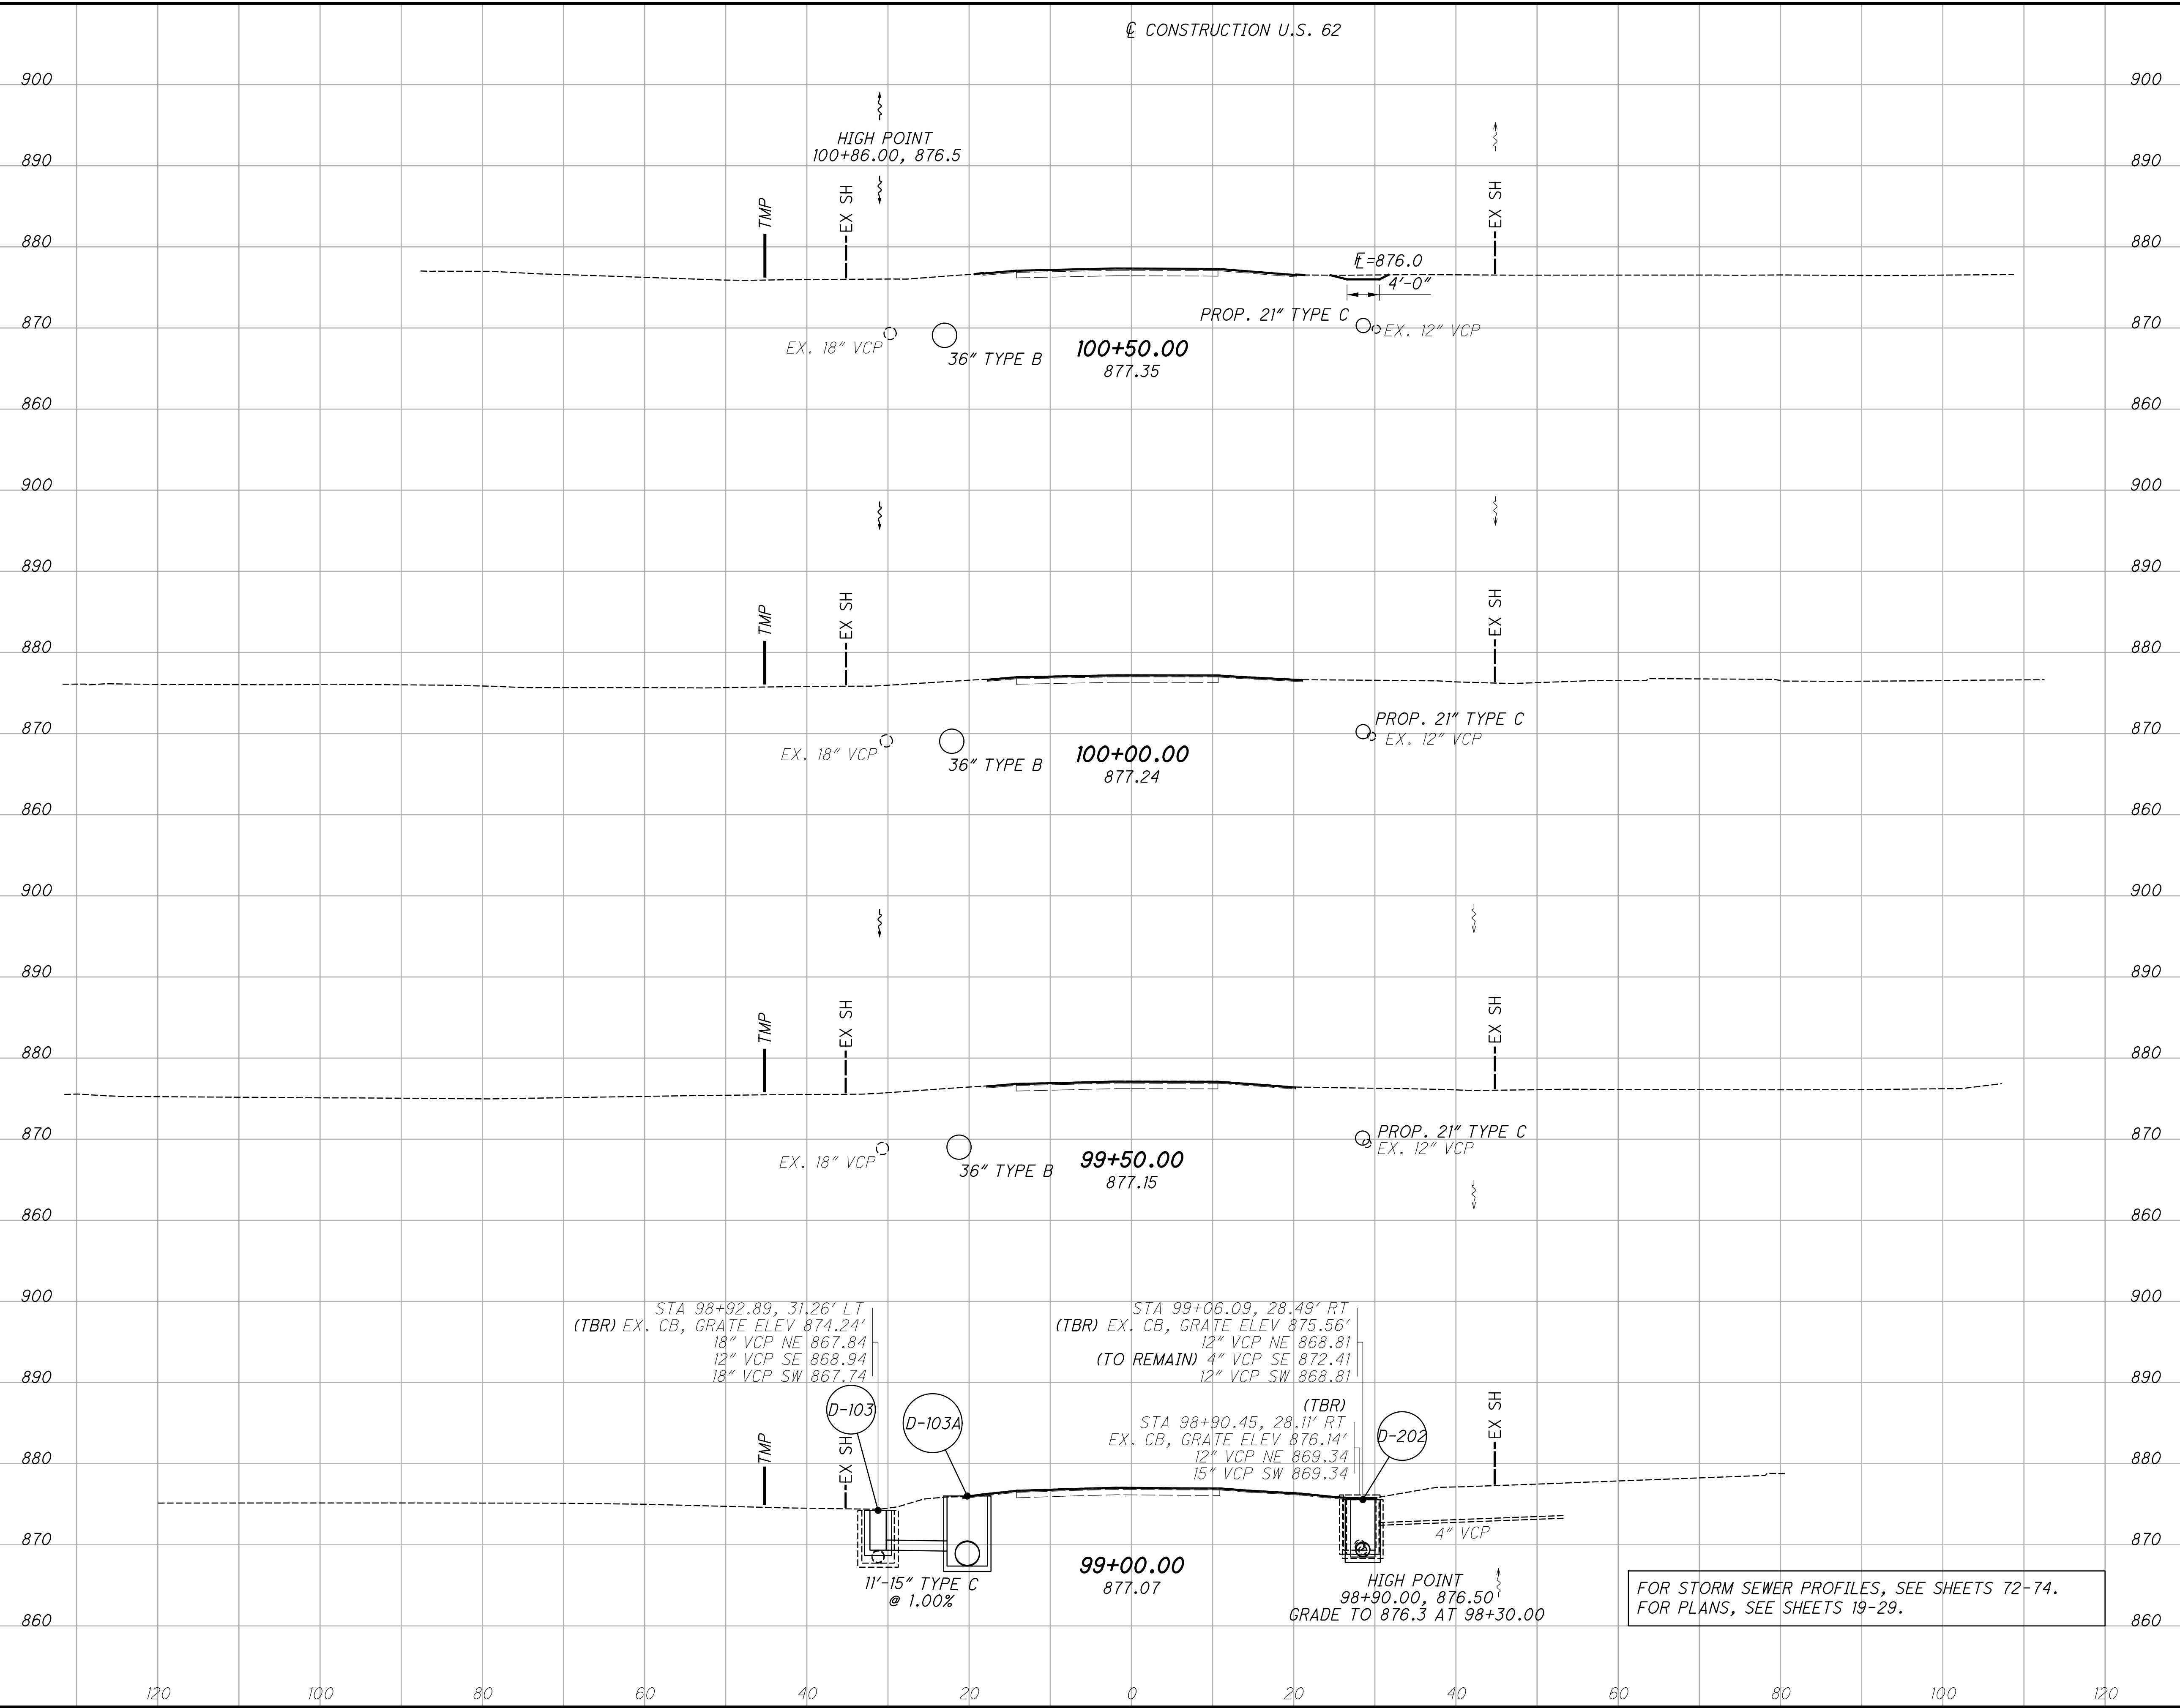 ℄ CONSTRUCTION U.S. 62
900 900
HIGH POINT
100+86.00, 876.5
890 890
TMP
EX SH
EX SH
880 880
FL=876.0
4'-0"
PROP. 21" TYPE C
870 870
EX. 12" VCP
EX. 18" VCP
36" TYPE B
100+50.00
877.35
860 860
900 900
890 890
TMP
EX SH
EX SH
880 880
PROP. 21" TYPE C
870 870
EX. 12" VCP
EX. 18" VCP
36" TYPE B
100+00.00
877.24
860 860
900 900
890 890
TMP
EX SH
EX SH
880 880
PROP. 21" TYPE C
870 870
EX. 12" VCP
EX. 18" VCP
36" TYPE B
99+50.00
877.15
860 860
900 900
STA 98+92.89, 31.26' LT
(TBR) EX. CB, GRATE ELEV 874.24'
18" VCP NE 867.84
12" VCP SE 868.94
18" VCP SW 867.74
STA 99+06.09, 28.49' RT
(TBR) EX. CB, GRATE ELEV 875.56'
12" VCP NE 868.81
(TO REMAIN) 4" VCP SE 872.41
12" VCP SW 868.81
890 890
D-103
D-103A
(TBR)
STA 98+90.45, 28.11' RT
EX. CB, GRATE ELEV 876.14'
12" VCP NE 869.34
15" VCP SW 869.34
D-202
TMP
EX SH
EX SH
880 880
4" VCP
870 870
99+00.00
877.07
11'-15" TYPE C
@ 1.00%
HIGH POINT
98+90.00, 876.50
GRADE TO 876.3 AT 98+30.00
FOR STORM SEWER PROFILES, SEE SHEETS 72-74.
FOR PLANS, SEE SHEETS 19-29.
860 860
120 100 80 60 40 20 0 20 40 60 80 100 120